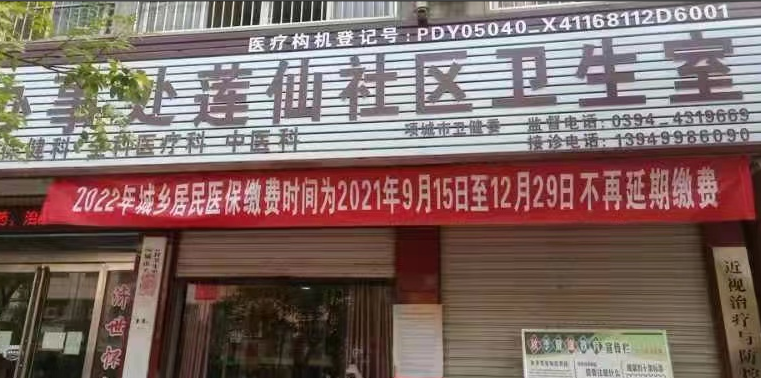 医疗构机登记号:PDY05040_X41168112D6001
办事处莲仙社区卫生室
保健科 全科医疗科 中医科
项城市卫健委
监督电话:0394_4319669
接诊电话:13949986090
2022年城乡居民医保缴费时间为2021年9月15日至12月29日不再延期缴费
济世怀
近视治疗与防控